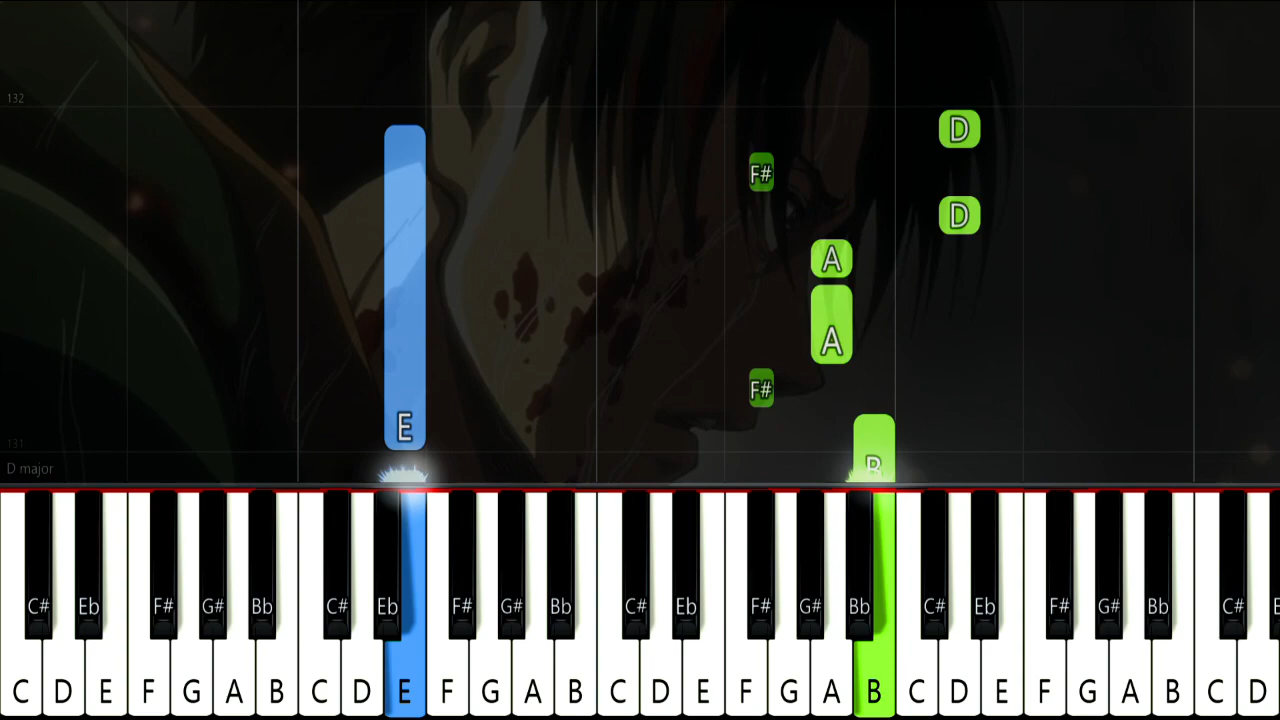 132
D
F#
D
A
A
F#
E
B
131
D major
C# Eb F# G# Bb C# Eb F# G# Bb C# Eb F# G# Bb C# Eb F# G# Bb C# E
C D E F G A B C D E F G A B C D E F G A B C D E F G A B C D